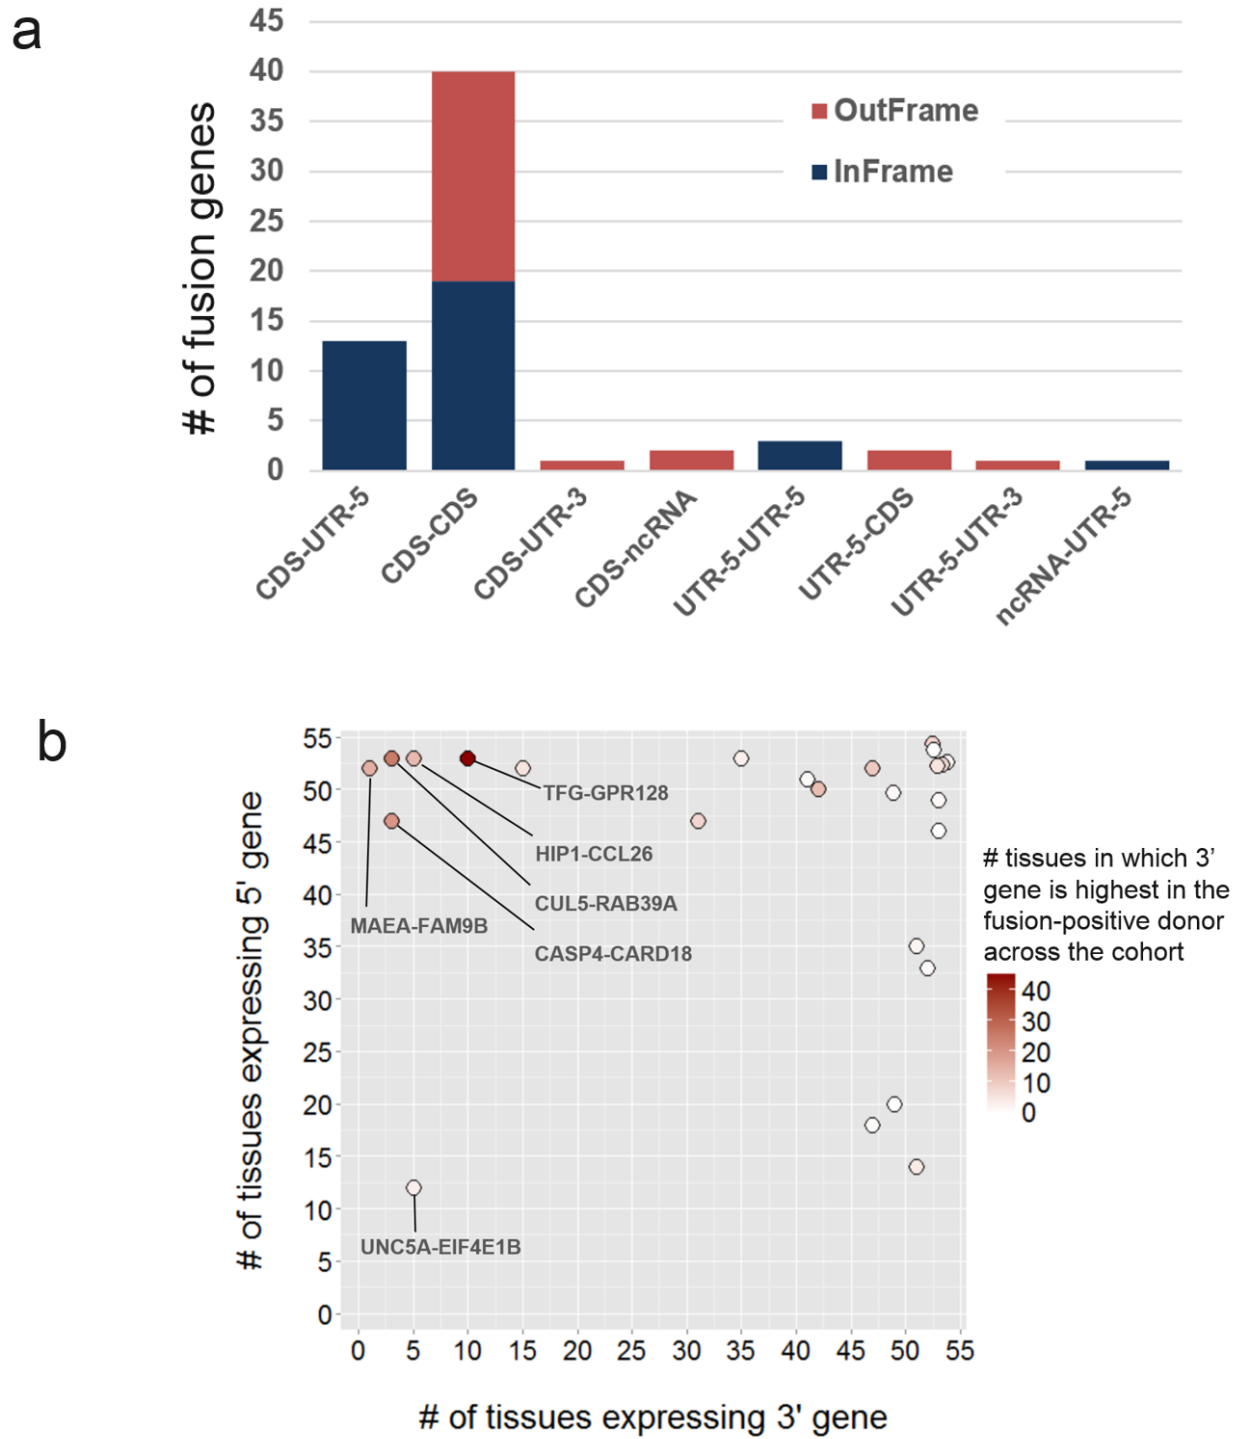 a
# of fusion genes
45
40
35
30
25
20
15
10
5
0
OutFrame
InFrame
CDS-UTR-5
CDS-CDS
CDS-UTR-3
CDS-ncRNA
UTR-5-UTR-5
UTR-5-CDS
UTR-5-UTR-3
ncRNA-UTR-5
b
# of tissues expressing 5' gene
55
50
45
40
35
30
25
20
15
10
5
0
TFG-GPR128
HIP1-CCL26
CUL5-RAB39A
MAEA-FAM9B
CASP4-CARD18
UNC5A-EIF4E1B
# tissues in which 3’
gene is highest in the
fusion-positive donor
across the cohort
40
30
20
10
0
0 5 10 15 20 25 30 35 40 45 50 55
# of tissues expressing 3' gene